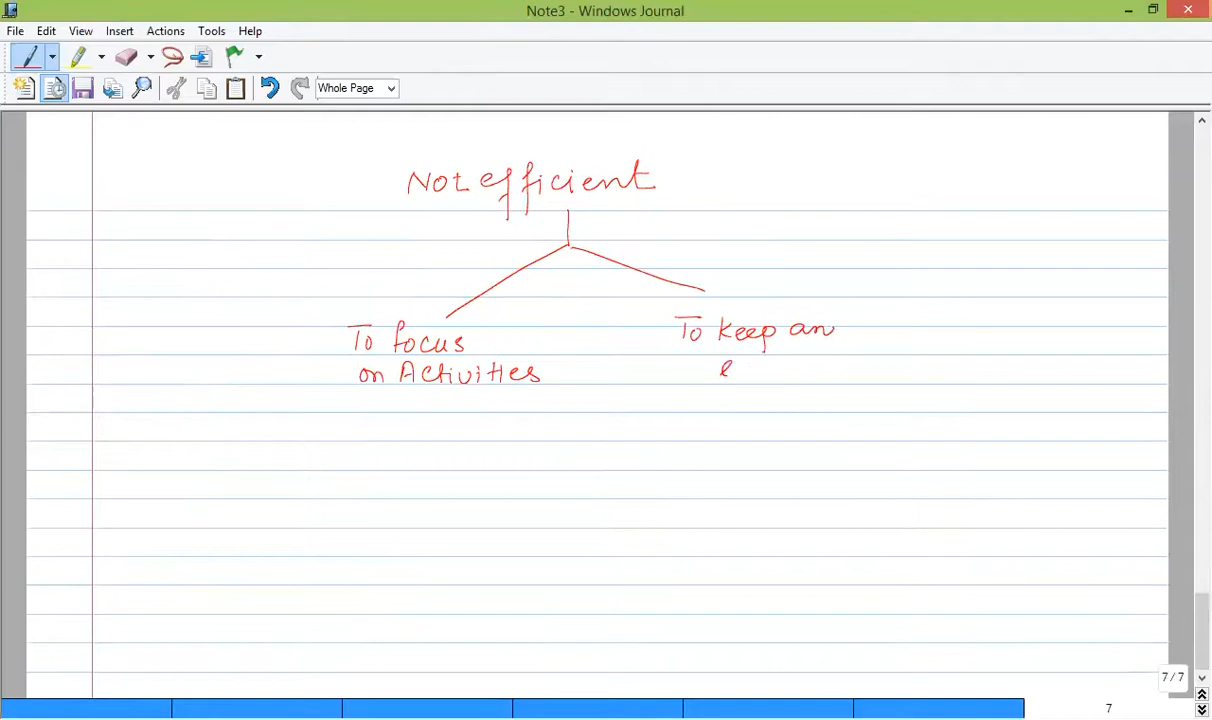 Note3 - Windows Journal
File Edit View Insert Actions Tools Help
Whole Page
Not efficient
To focus
on Activities
To keep an
e
7 / 7
7